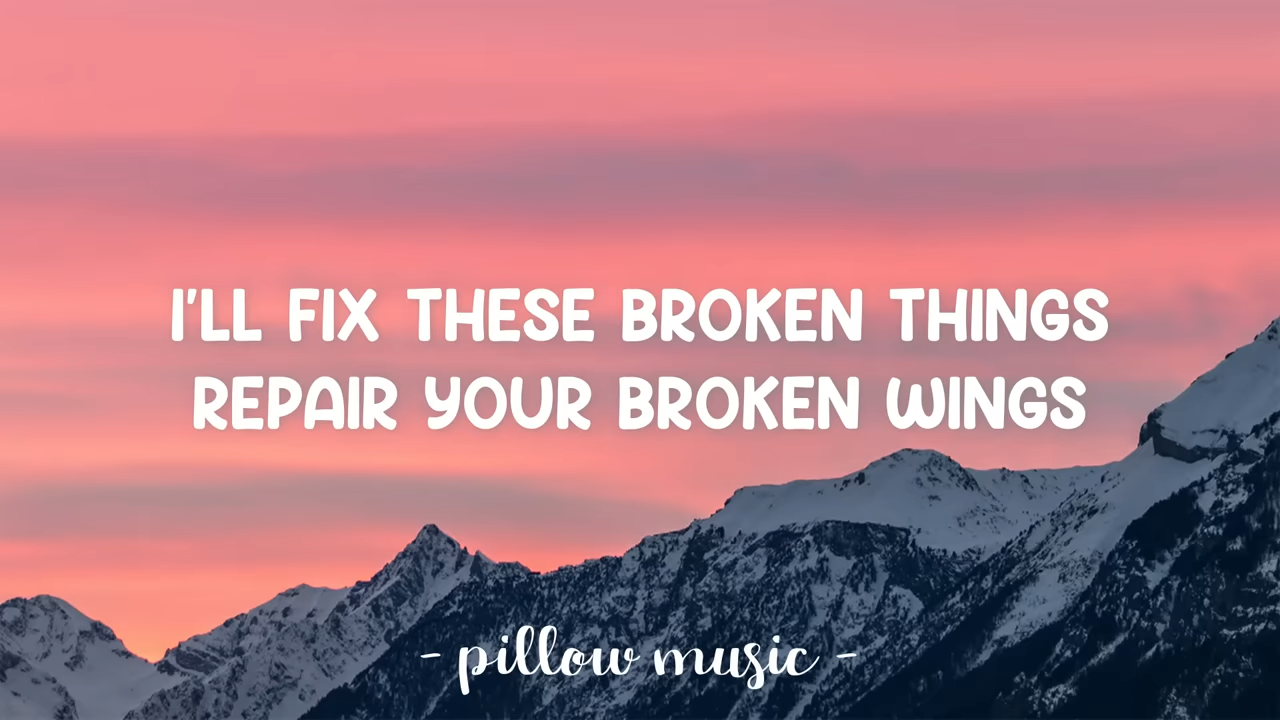 I'LL FIX THESE BROKEN THINGS
REPAIR YOUR BROKEN WINGS
- pillow music -